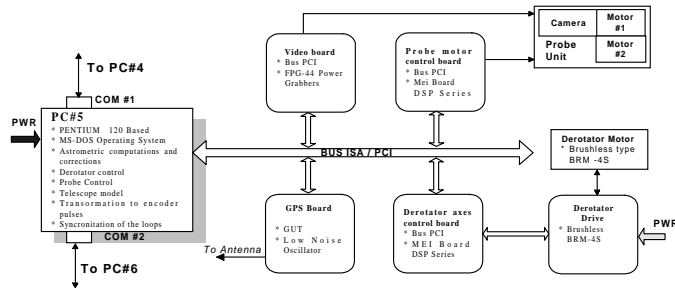 To PC#4
COM #1
PWR
PC#5
* PENTIUM 120 Based
* MS-DOS Operating System
* Astrometric computations and
corrections
* Derotator control
* Probe Control
* Telescope model
* Transormation to encoder
pulses
* Syncronitation of the loops
COM #2
To PC#6
Video board
* Bus PCI
* FPG-44 Power
Grabbers
Probe motor
control board
* Bus PCI
* Mei Board
DSP Series
Camera
Motor
#1
Probe
Unit
Motor
#2
BUS ISA / PCI
GPS Board
* GUT
* Low Noise
Oscillator
To Antenna
Derotator axes
control board
* Bus PCI
* MEI Board
DSP Series
Derotator Motor
* Brushless type
BRM -4S
Derotator
Drive
* Brushless
BRM-4S
PWR